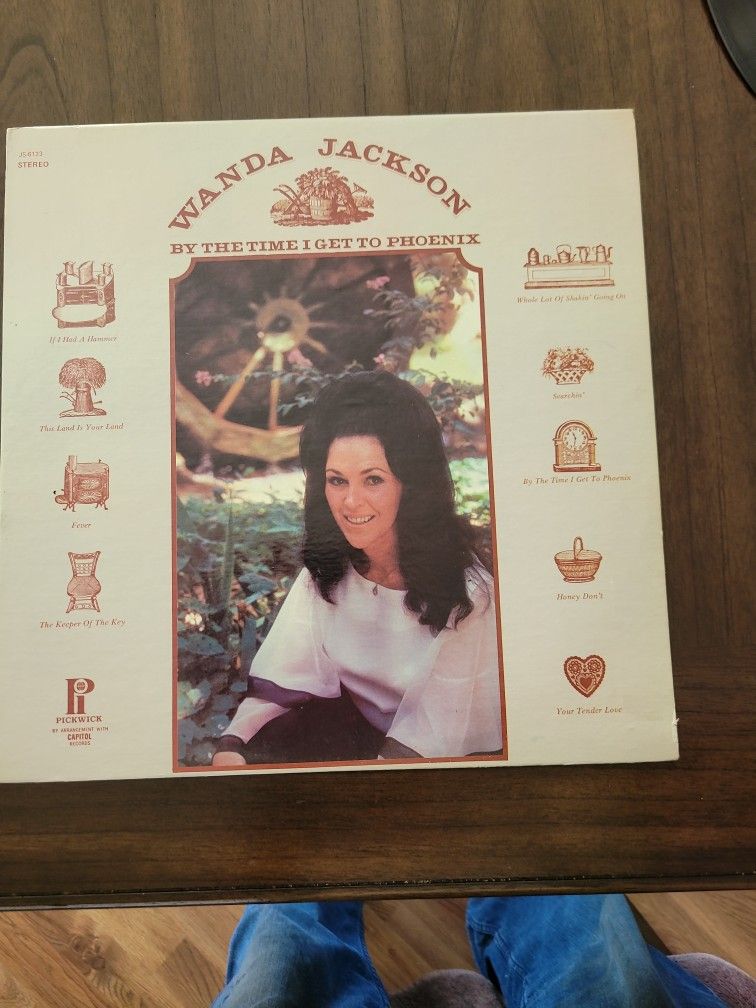 JS-6123
STEREO
WANDA JACKSON
BY THE TIME I GET TO PHOENIX
If I Had A Hammer
This Land Is Your Land
Fever
The Keeper Of The Key
PICKWICK
BY ARRANGEMENT WITH
CAPITOL
RECORDS
Whole Lot Of Shakin' Going On
Searchin'
By The Time I Get To Phoenix
Honey Don't
Your Tender Love